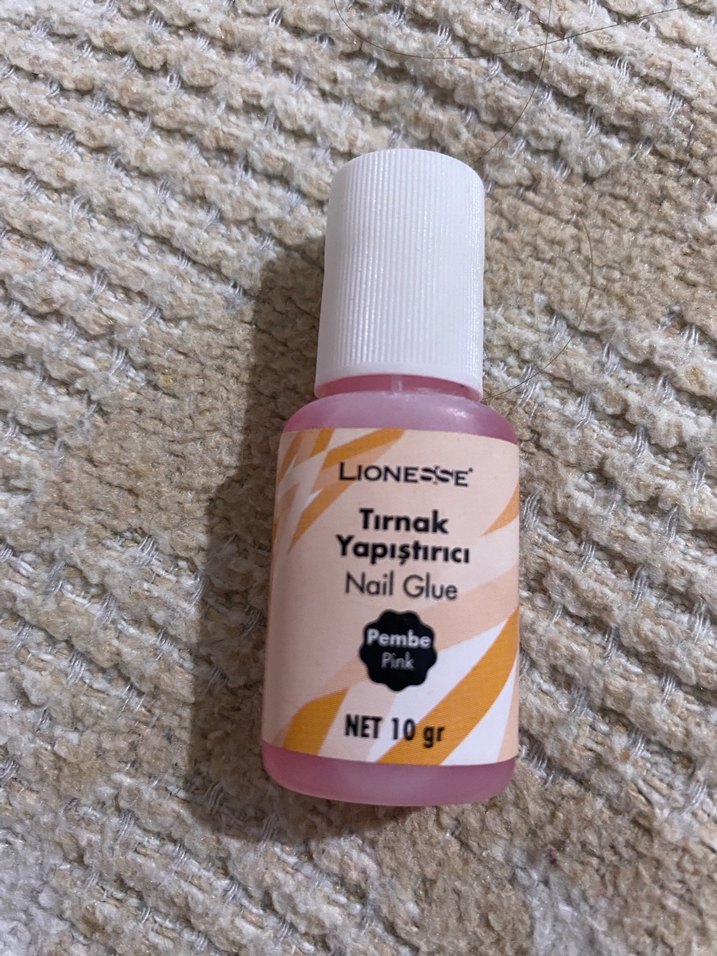 LIONESSE
Tırnak
Yapıştırıcı
Nail Glue
Pembe
Pink
NET 10 gr